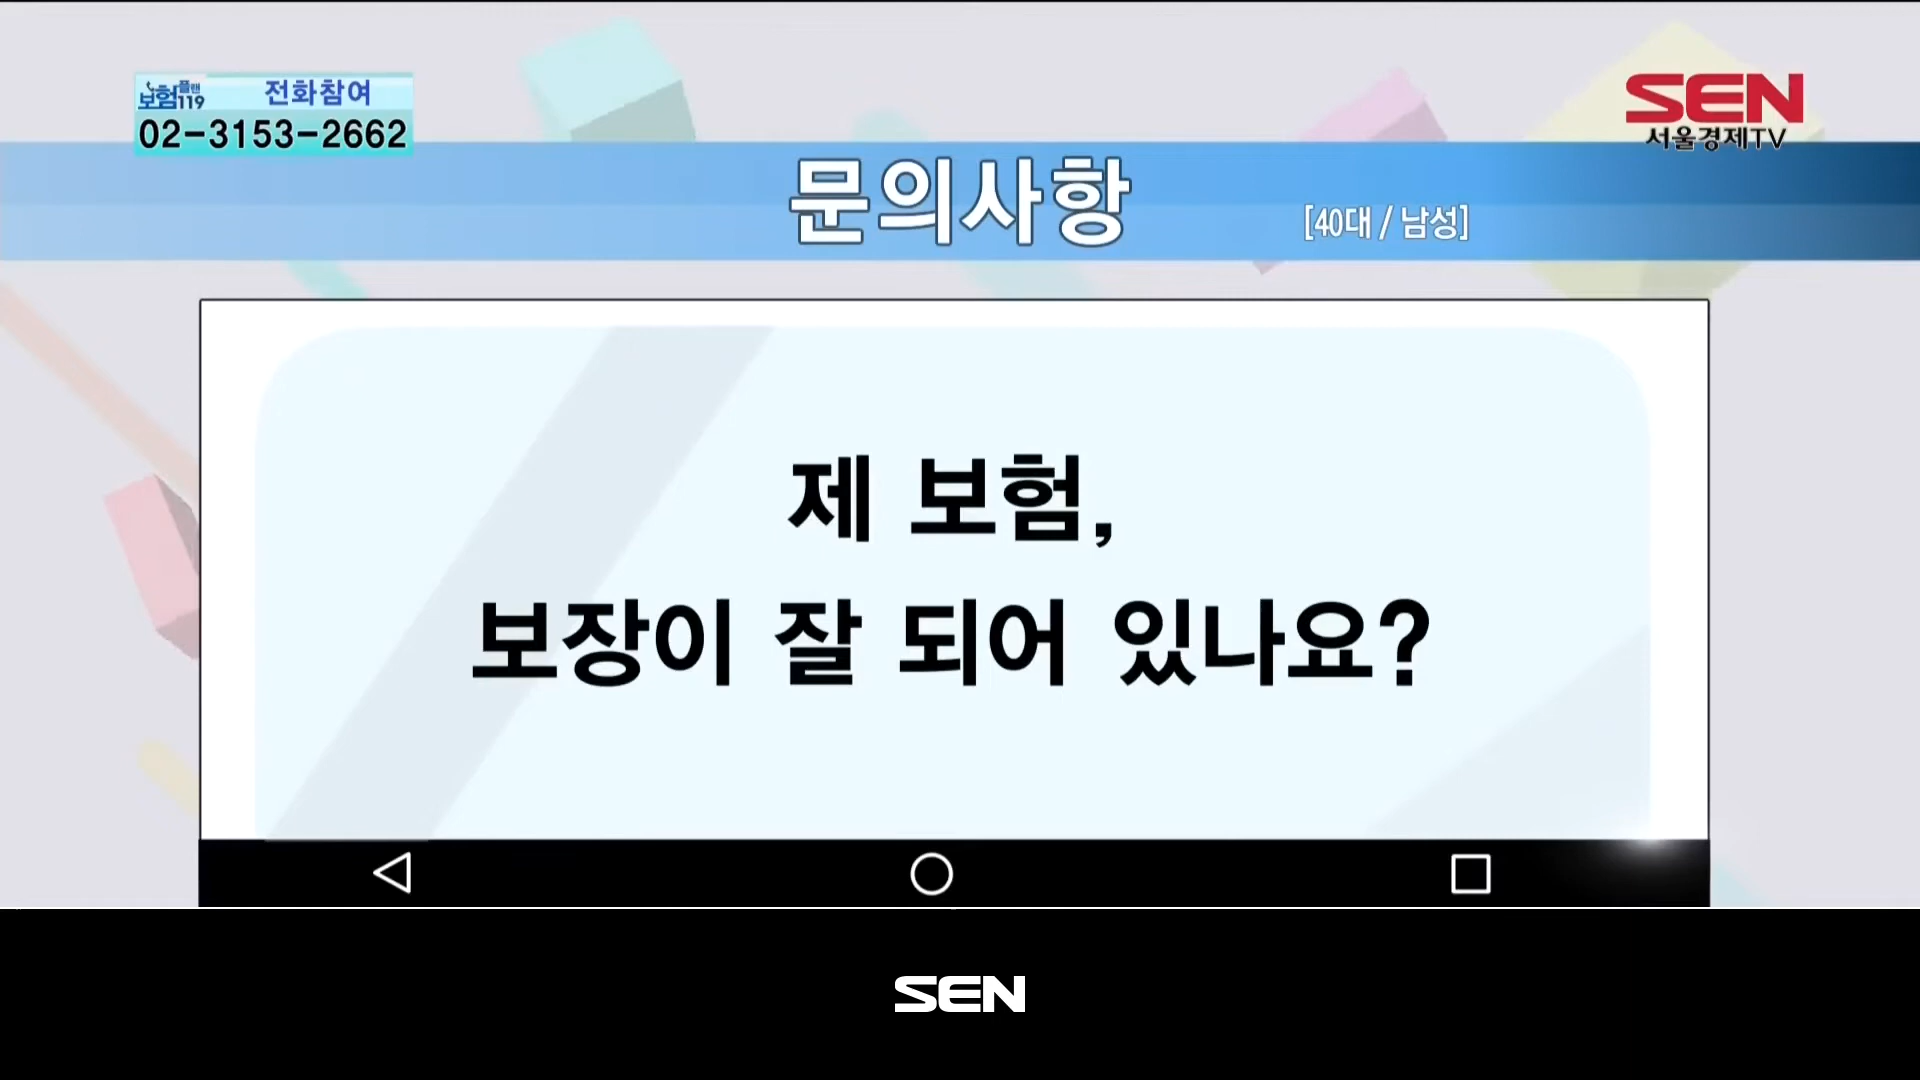 보험플랜119 전화참여
02-3153-2662
SEN
서울경제TV
문의사항
[40대 / 남성]
제 보험,
보장이 잘 되어 있나요?
SEN